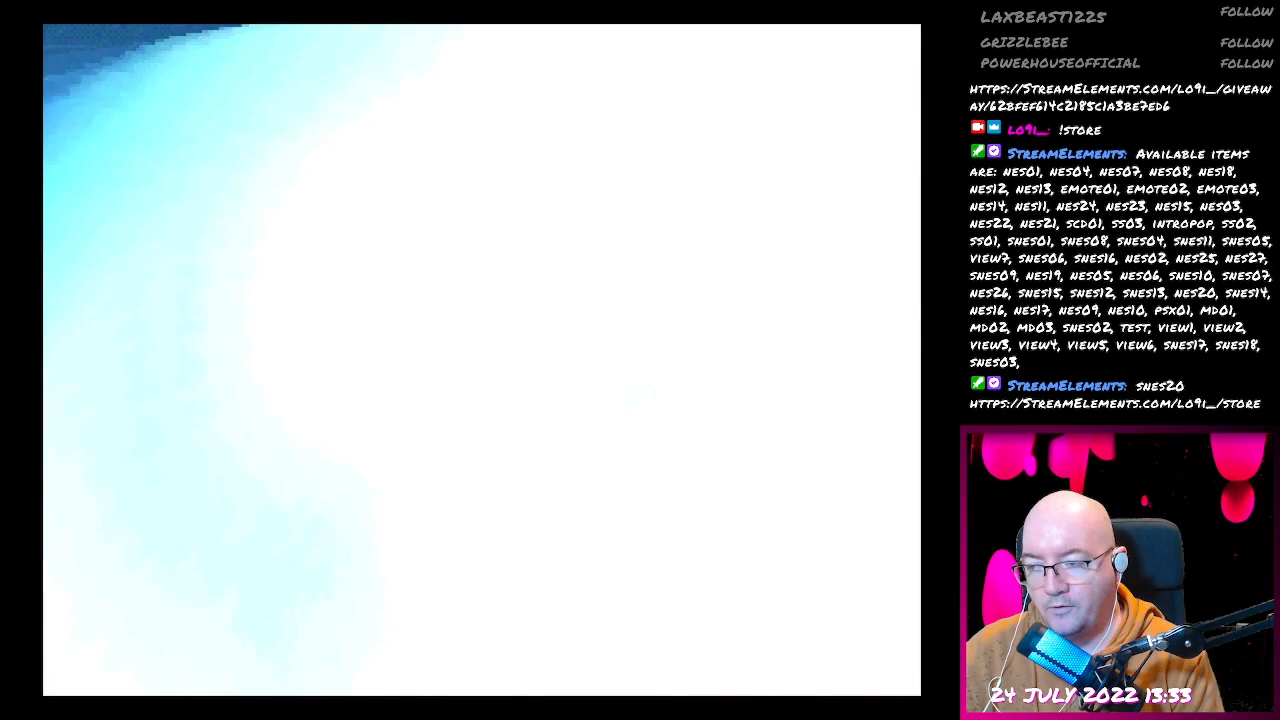 LAXBEAST1225 FOLLOW
GRIZZLEBEE FOLLOW
POWERHOUSEOFFICIAL FOLLOW
HTTPS://STREAMELEMENTS.COM/LO91_/GIVEAW
AY/62BFEF614C2185C1A3BE7ED6
LO91_: !STORE
STREAMELEMENTS: AVAILABLE ITEMS
ARE: NES01, NES04, NES07, NES08, NES18,
NES12, NES13, EMOTE01, EMOTE02, EMOTE03,
NES14, NES11, NES24, NES23, NES15, NES03,
NES22, NES21, SCD01, SS03, INTROPOP, SS02,
SS01, SNES01, SNES08, SNES04, SNES11, SNES05,
VIEW7, SNES06, SNES16, NES02, NES25, NES27,
SNES09, NES19, NES05, NES06, SNES10, SNES07,
NES26, SNES15, SNES12, SNES13, NES20, SNES14,
NES16, NES17, NES09, NES10, PSX01, MD01,
MD02, MD03, SNES02, TEST, VIEW1, VIEW2,
VIEW3, VIEW4, VIEW5, VIEW6, SNES17, SNES18,
SNES03,
STREAMELEMENTS: SNES20
HTTPS://STREAMELEMENTS.COM/LO91_/STORE
24 JULY 2022 13:33